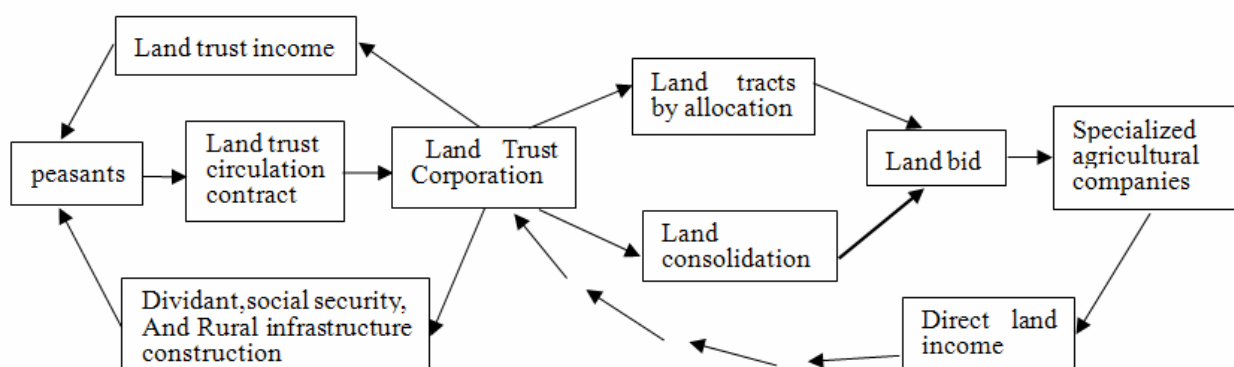 Land trust income
peasants
Land trust
circulation
contract
Land Trust
Corporation
Dividant,social security,
And Rural infrastructure
construction
Land tracts
by allocation
Land
consolidation
Land bid
Specialized
agricultural
companies
Direct land
income